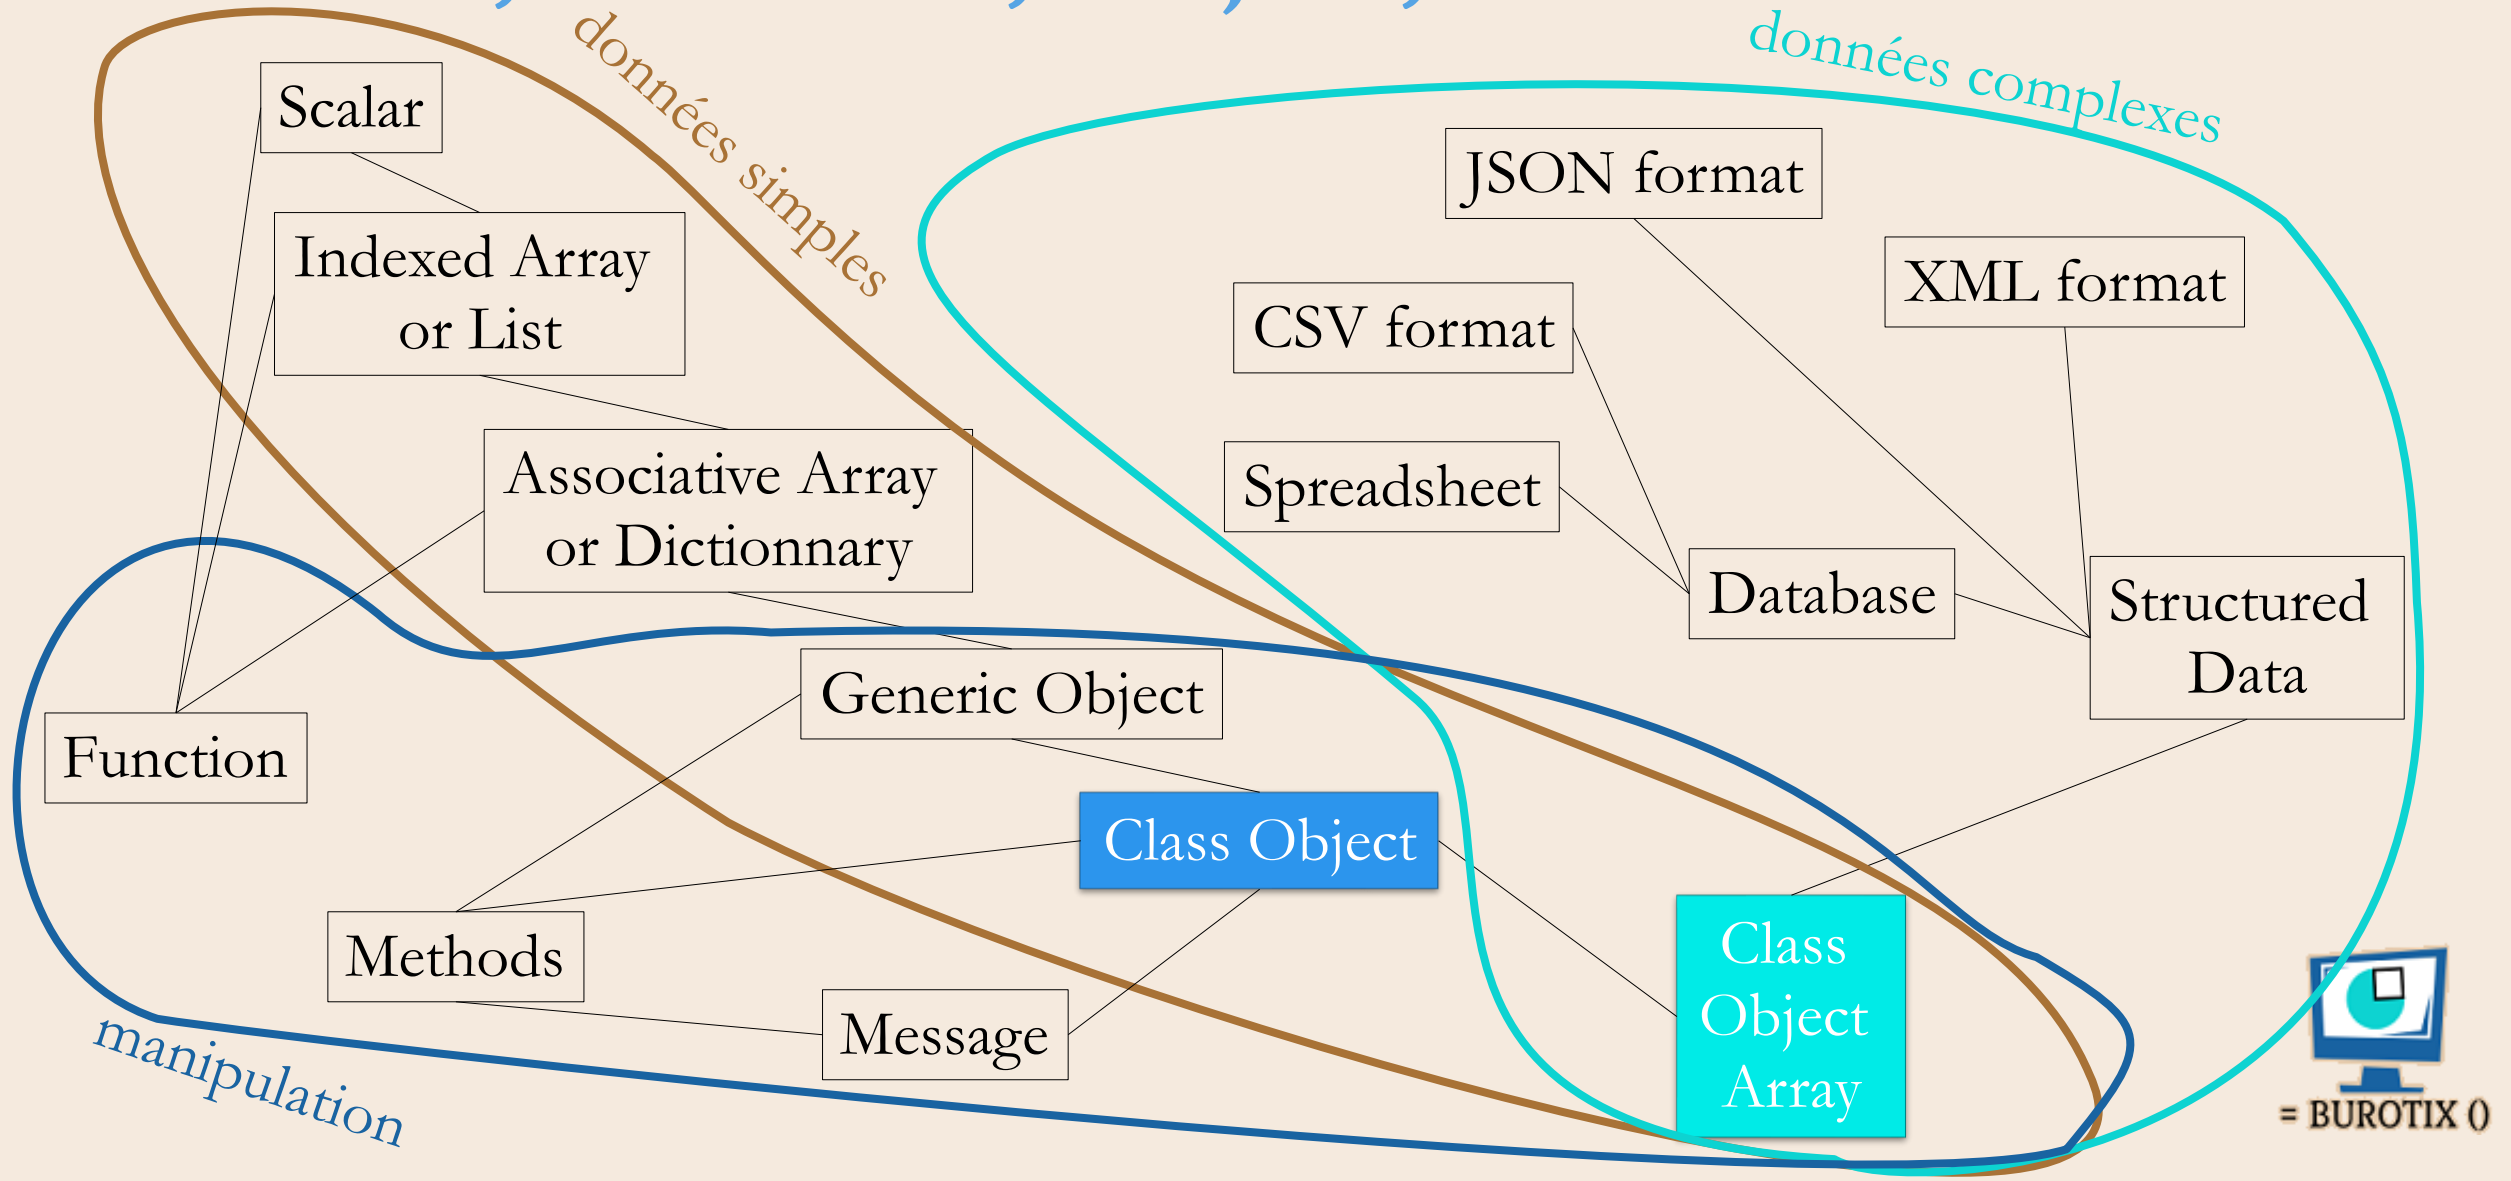 données simples
données complexes
Scalar
JSON format
Indexed Array
or List
XML format
CSV format
Associative Array
or Dictionnary
Spreadsheet
Database
Structured
Data
Generic Object
Function
Class Object
Methods
Class
Object
Array
Message
manipulation
= BUROTIX ()